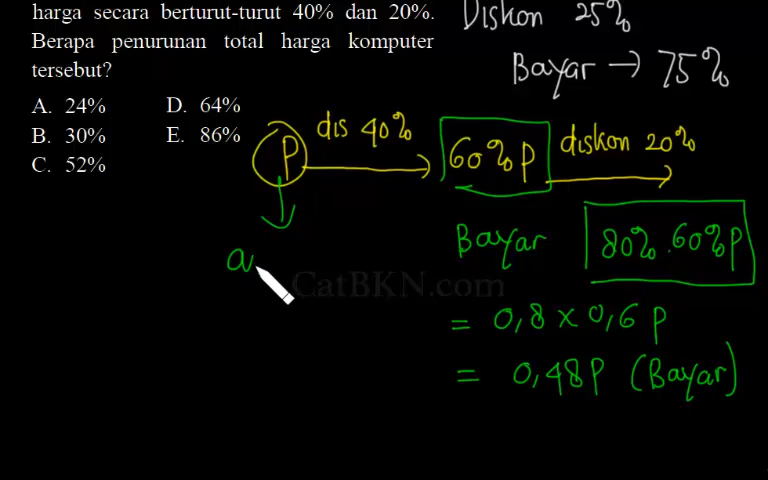 harga secara berturut-turut 40% dan 20%.
Berapa penurunan total harga komputer
tersebut?
A. 24%
D. 64%
B. 30%
E. 86%
C. 52%
Diskon 25%
Bayar → 75%
P
dis 40%
60% P
diskon 20%
Bayar
80% . 60% P
= 0,8 × 0,6 P
= 0,48P (Bayar)
a
CatBKN.com